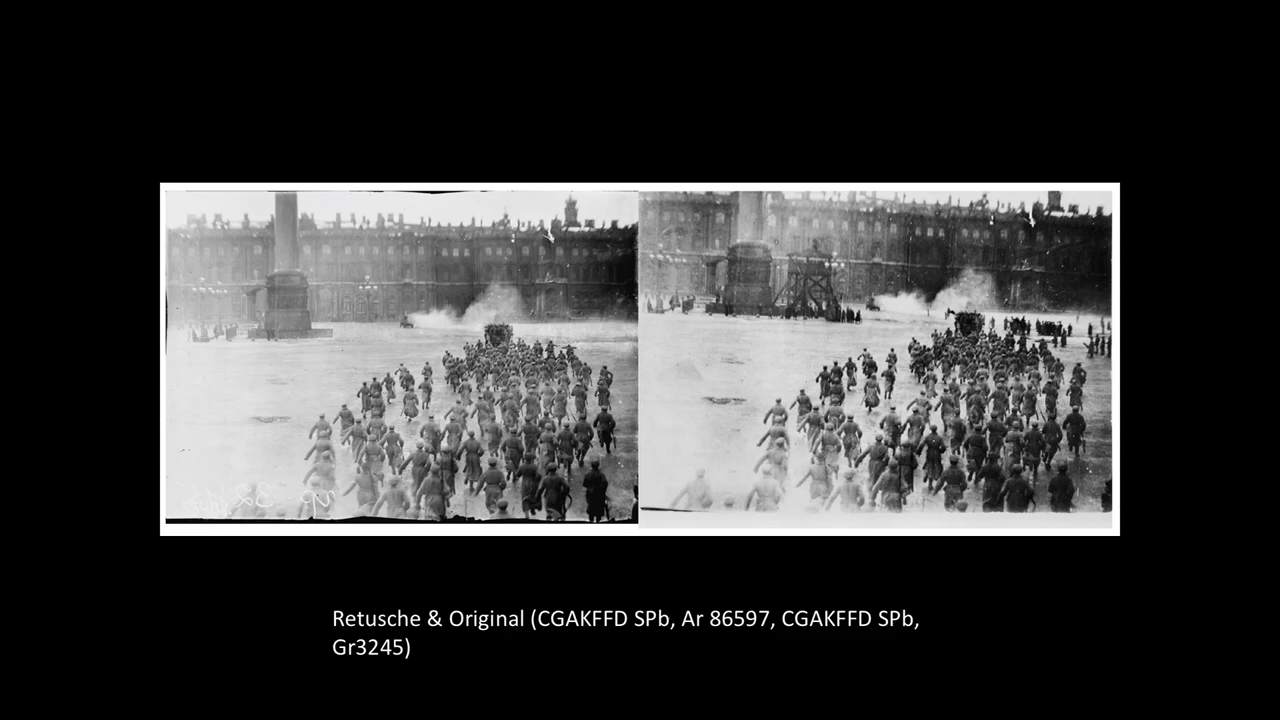 Retusche & Original (CGAKFFD SPb, Ar 86597, CGAKFFD SPb,
Gr3245)